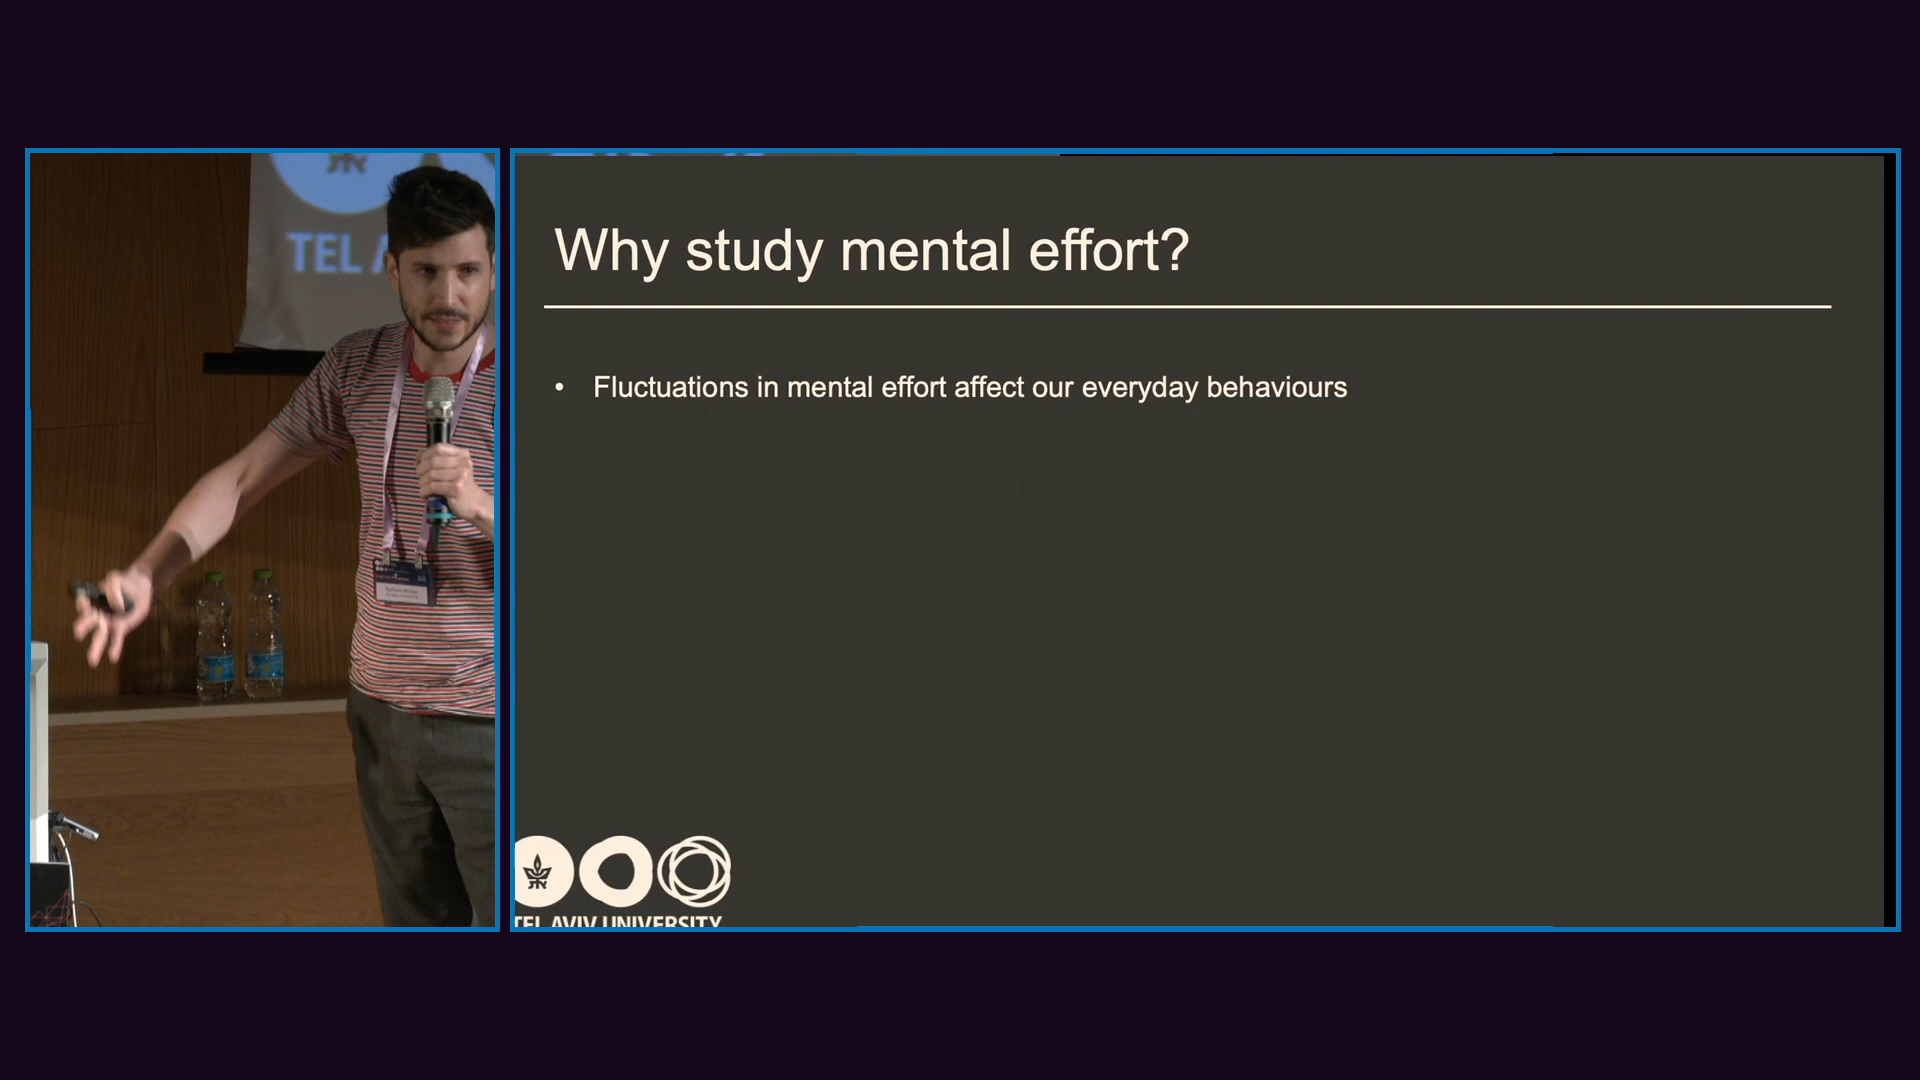 TEL A
Why study mental effort?
• Fluctuations in mental effort affect our everyday behaviours
TEL AVIV UNIVERSITY